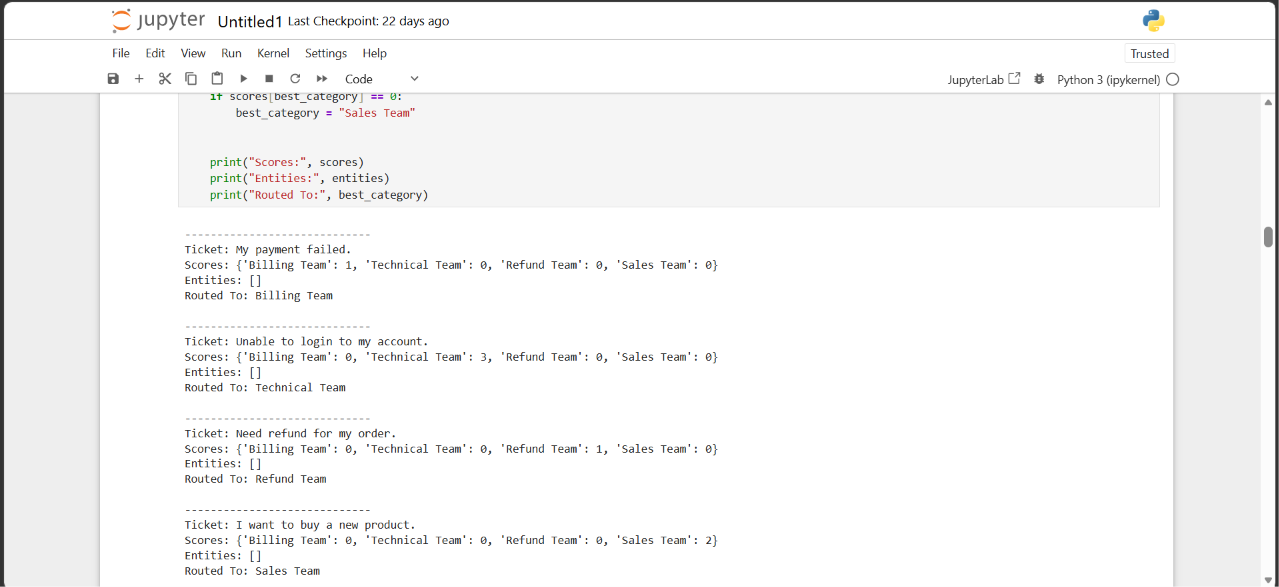 jupyter Untitled1 Last Checkpoint: 22 days ago
File Edit View Run Kernel Settings Help Trusted
Code JupyterLab Python 3 (ipykernel)
if scores[best_category] == 0:
best_category = "Sales Team"
print("Scores:", scores)
print("Entities:", entities)
print("Routed To:", best_category)
-----------------------------
Ticket: My payment failed.
Scores: {'Billing Team': 1, 'Technical Team': 0, 'Refund Team': 0, 'Sales Team': 0}
Entities: []
Routed To: Billing Team
-----------------------------
Ticket: Unable to login to my account.
Scores: {'Billing Team': 0, 'Technical Team': 3, 'Refund Team': 0, 'Sales Team': 0}
Entities: []
Routed To: Technical Team
-----------------------------
Ticket: Need refund for my order.
Scores: {'Billing Team': 0, 'Technical Team': 0, 'Refund Team': 1, 'Sales Team': 0}
Entities: []
Routed To: Refund Team
-----------------------------
Ticket: I want to buy a new product.
Scores: {'Billing Team': 0, 'Technical Team': 0, 'Refund Team': 0, 'Sales Team': 2}
Entities: []
Routed To: Sales Team